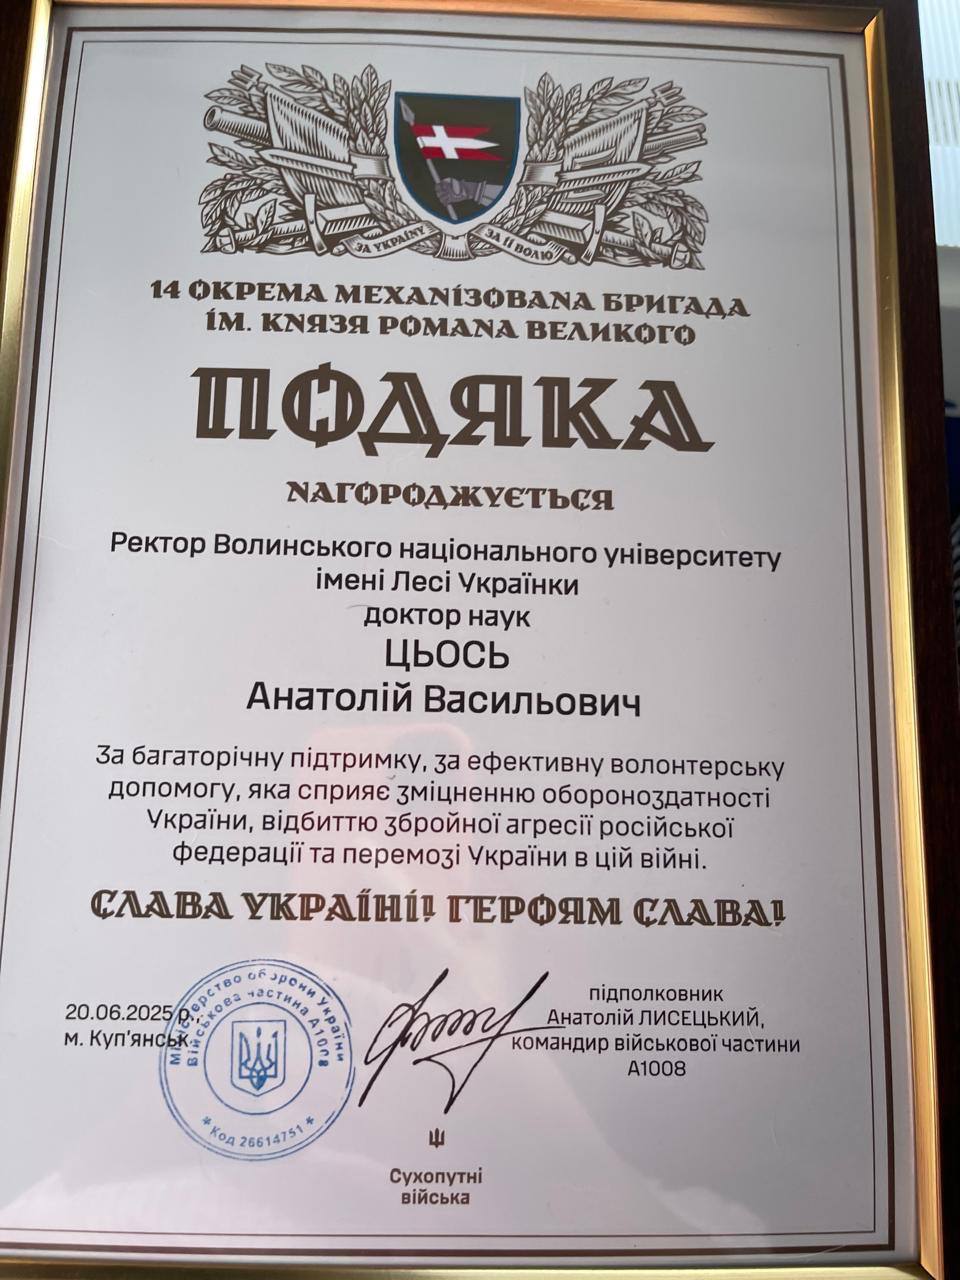 ЗА УКРАЇНУ
ЗА ЇЇ ВОЛЮ
14 ОКРЕМА МЕХАНІЗОВАНА БРИГАДА
ІМ. КНЯЗЯ РОМАНА ВЕЛИКОГО
ПОДЯКА
НАГОРОДЖУЄТЬСЯ
Ректор Волинського національного університету
імені Лесі Українки
доктор наук
ЦЬОСЬ
Анатолій Васильович
За багаторічну підтримку, за ефективну волонтерську
допомогу, яка сприяє зміцненню обороноздатності
України, відбиттю збройної агресії російської
федерації та перемозі України в цій війні.
СЛАВА УКРАЇНІ! ГЕРОЯМ СЛАВА!
20.06.2025 р.,
м. Куп'янськ
Міністерство оборони України
Військова частина А1008
* Код 26614751 *
підполковник
Анатолій ЛИСЕЦЬКИЙ,
командир військової частини
А1008
Сухопутні
війська